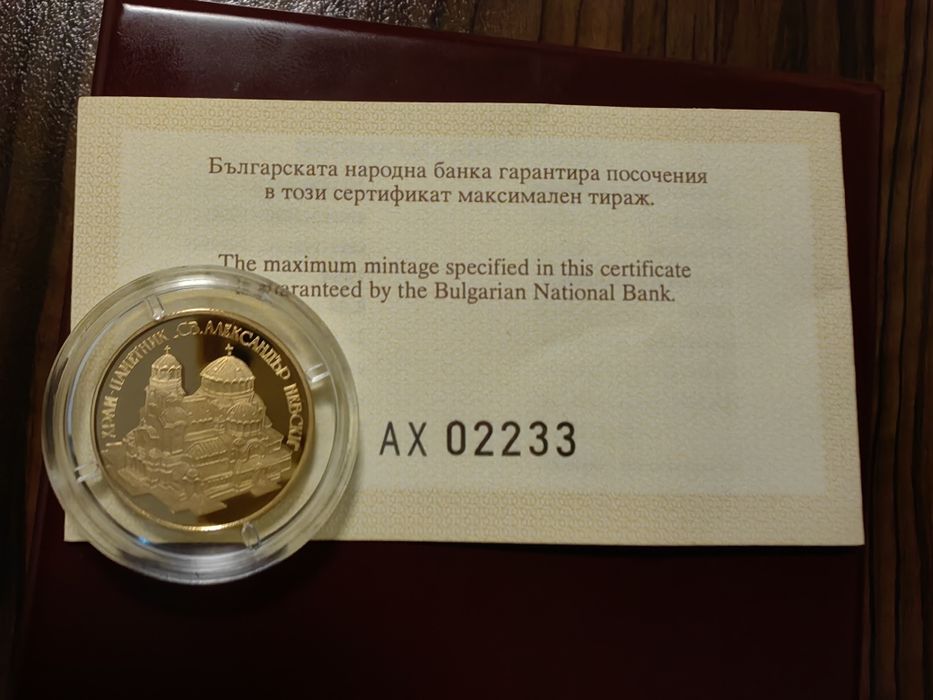 Българската народна банка гарантира посочения
в този сертификат максимален тираж.
The maximum mintage specified in this certificate
guaranteed by the Bulgarian National Bank.
AX 02233
ХРАМ-ПАМЕТНИК „СВ. АЛЕКСАНДЪР НЕВСКИ“